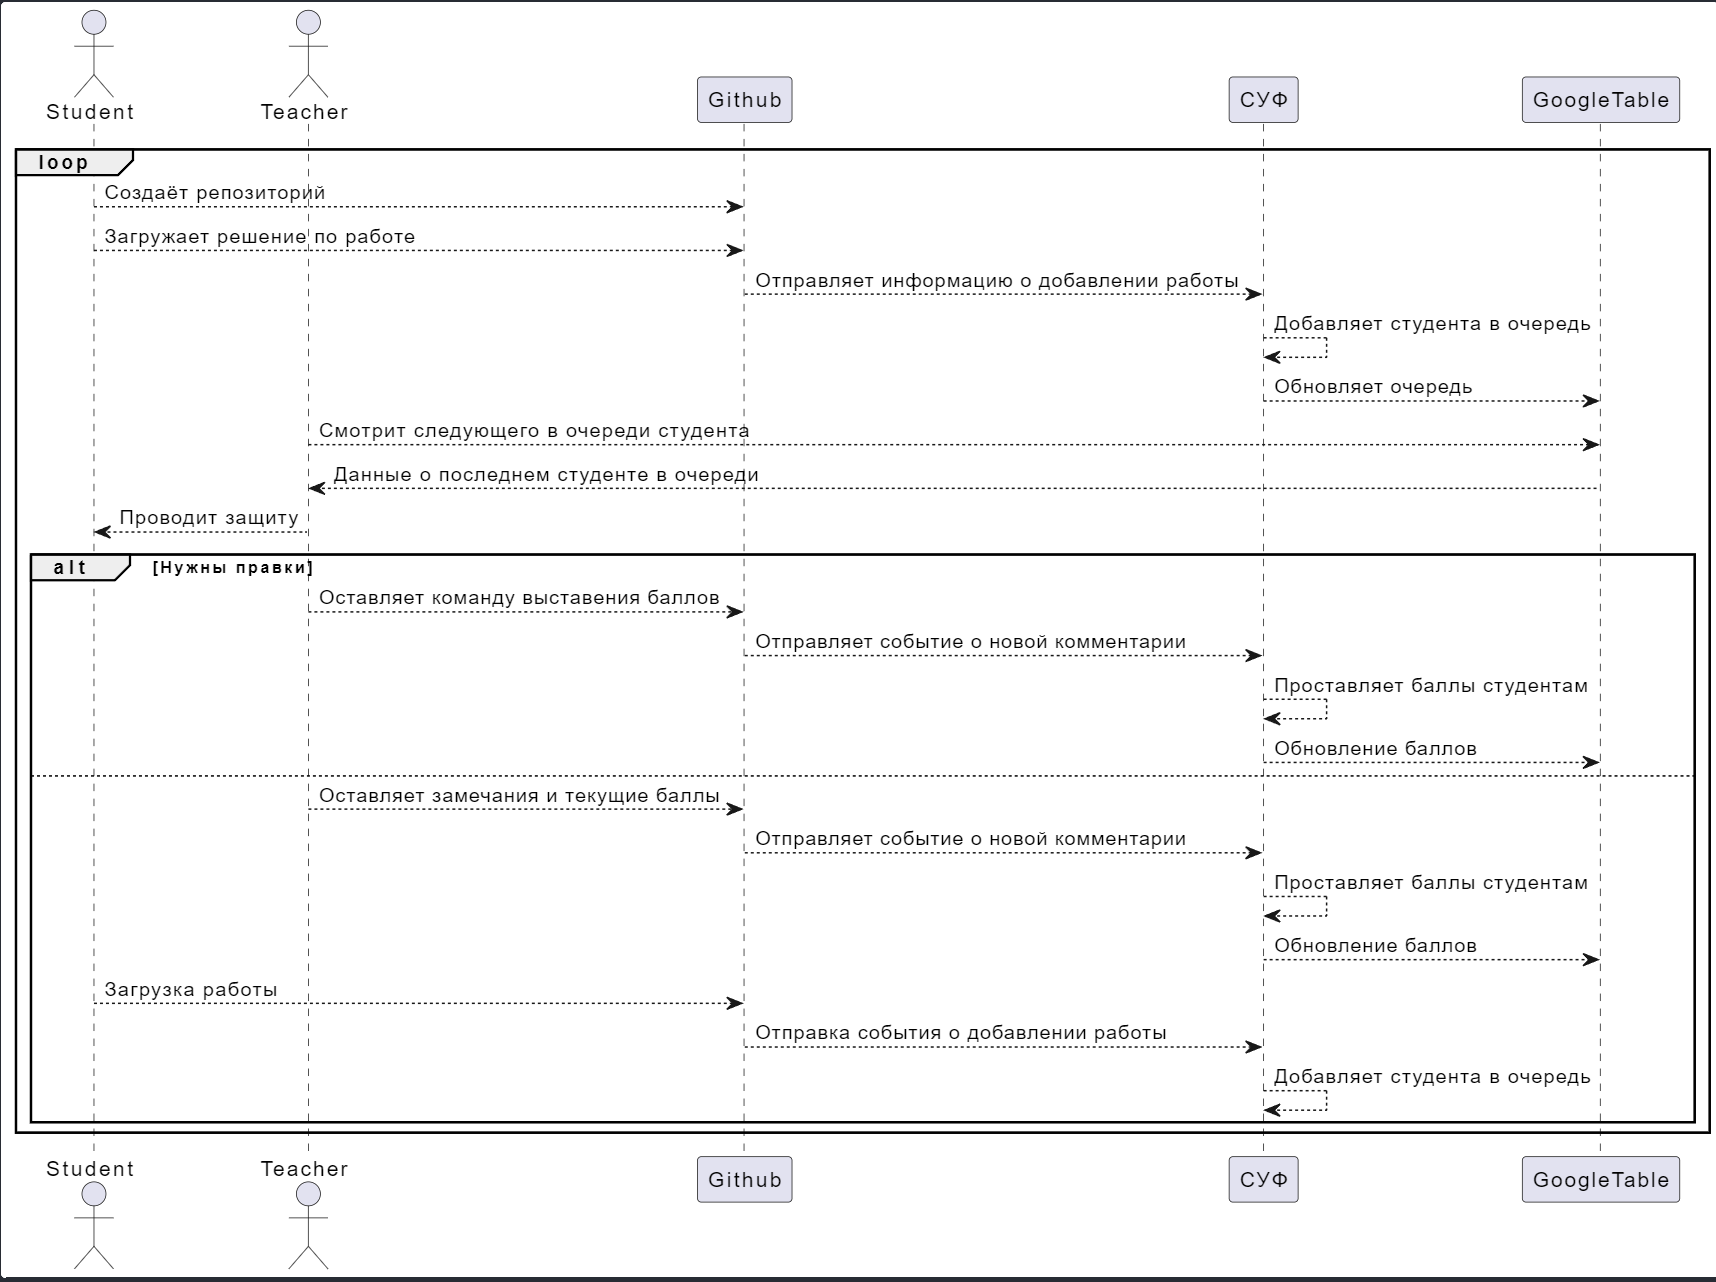 Student
Teacher
Github
СУФ
GoogleTable
loop
Создаёт репозиторий
Загружает решение по работе
Отправляет информацию о добавлении работы
Добавляет студента в очередь
Обновляет очередь
Смотрит следующего в очереди студента
Данные о последнем студенте в очереди
Проводит защиту
alt [Нужны правки]
Оставляет команду выставения баллов
Отправляет событие о новой комментарии
Проставляет баллы студентам
Обновление баллов
Оставляет замечания и текущие баллы
Отправляет событие о новой комментарии
Проставляет баллы студентам
Обновление баллов
Загрузка работы
Отправка события о добавлении работы
Добавляет студента в очередь
Student
Teacher
Github
СУФ
GoogleTable